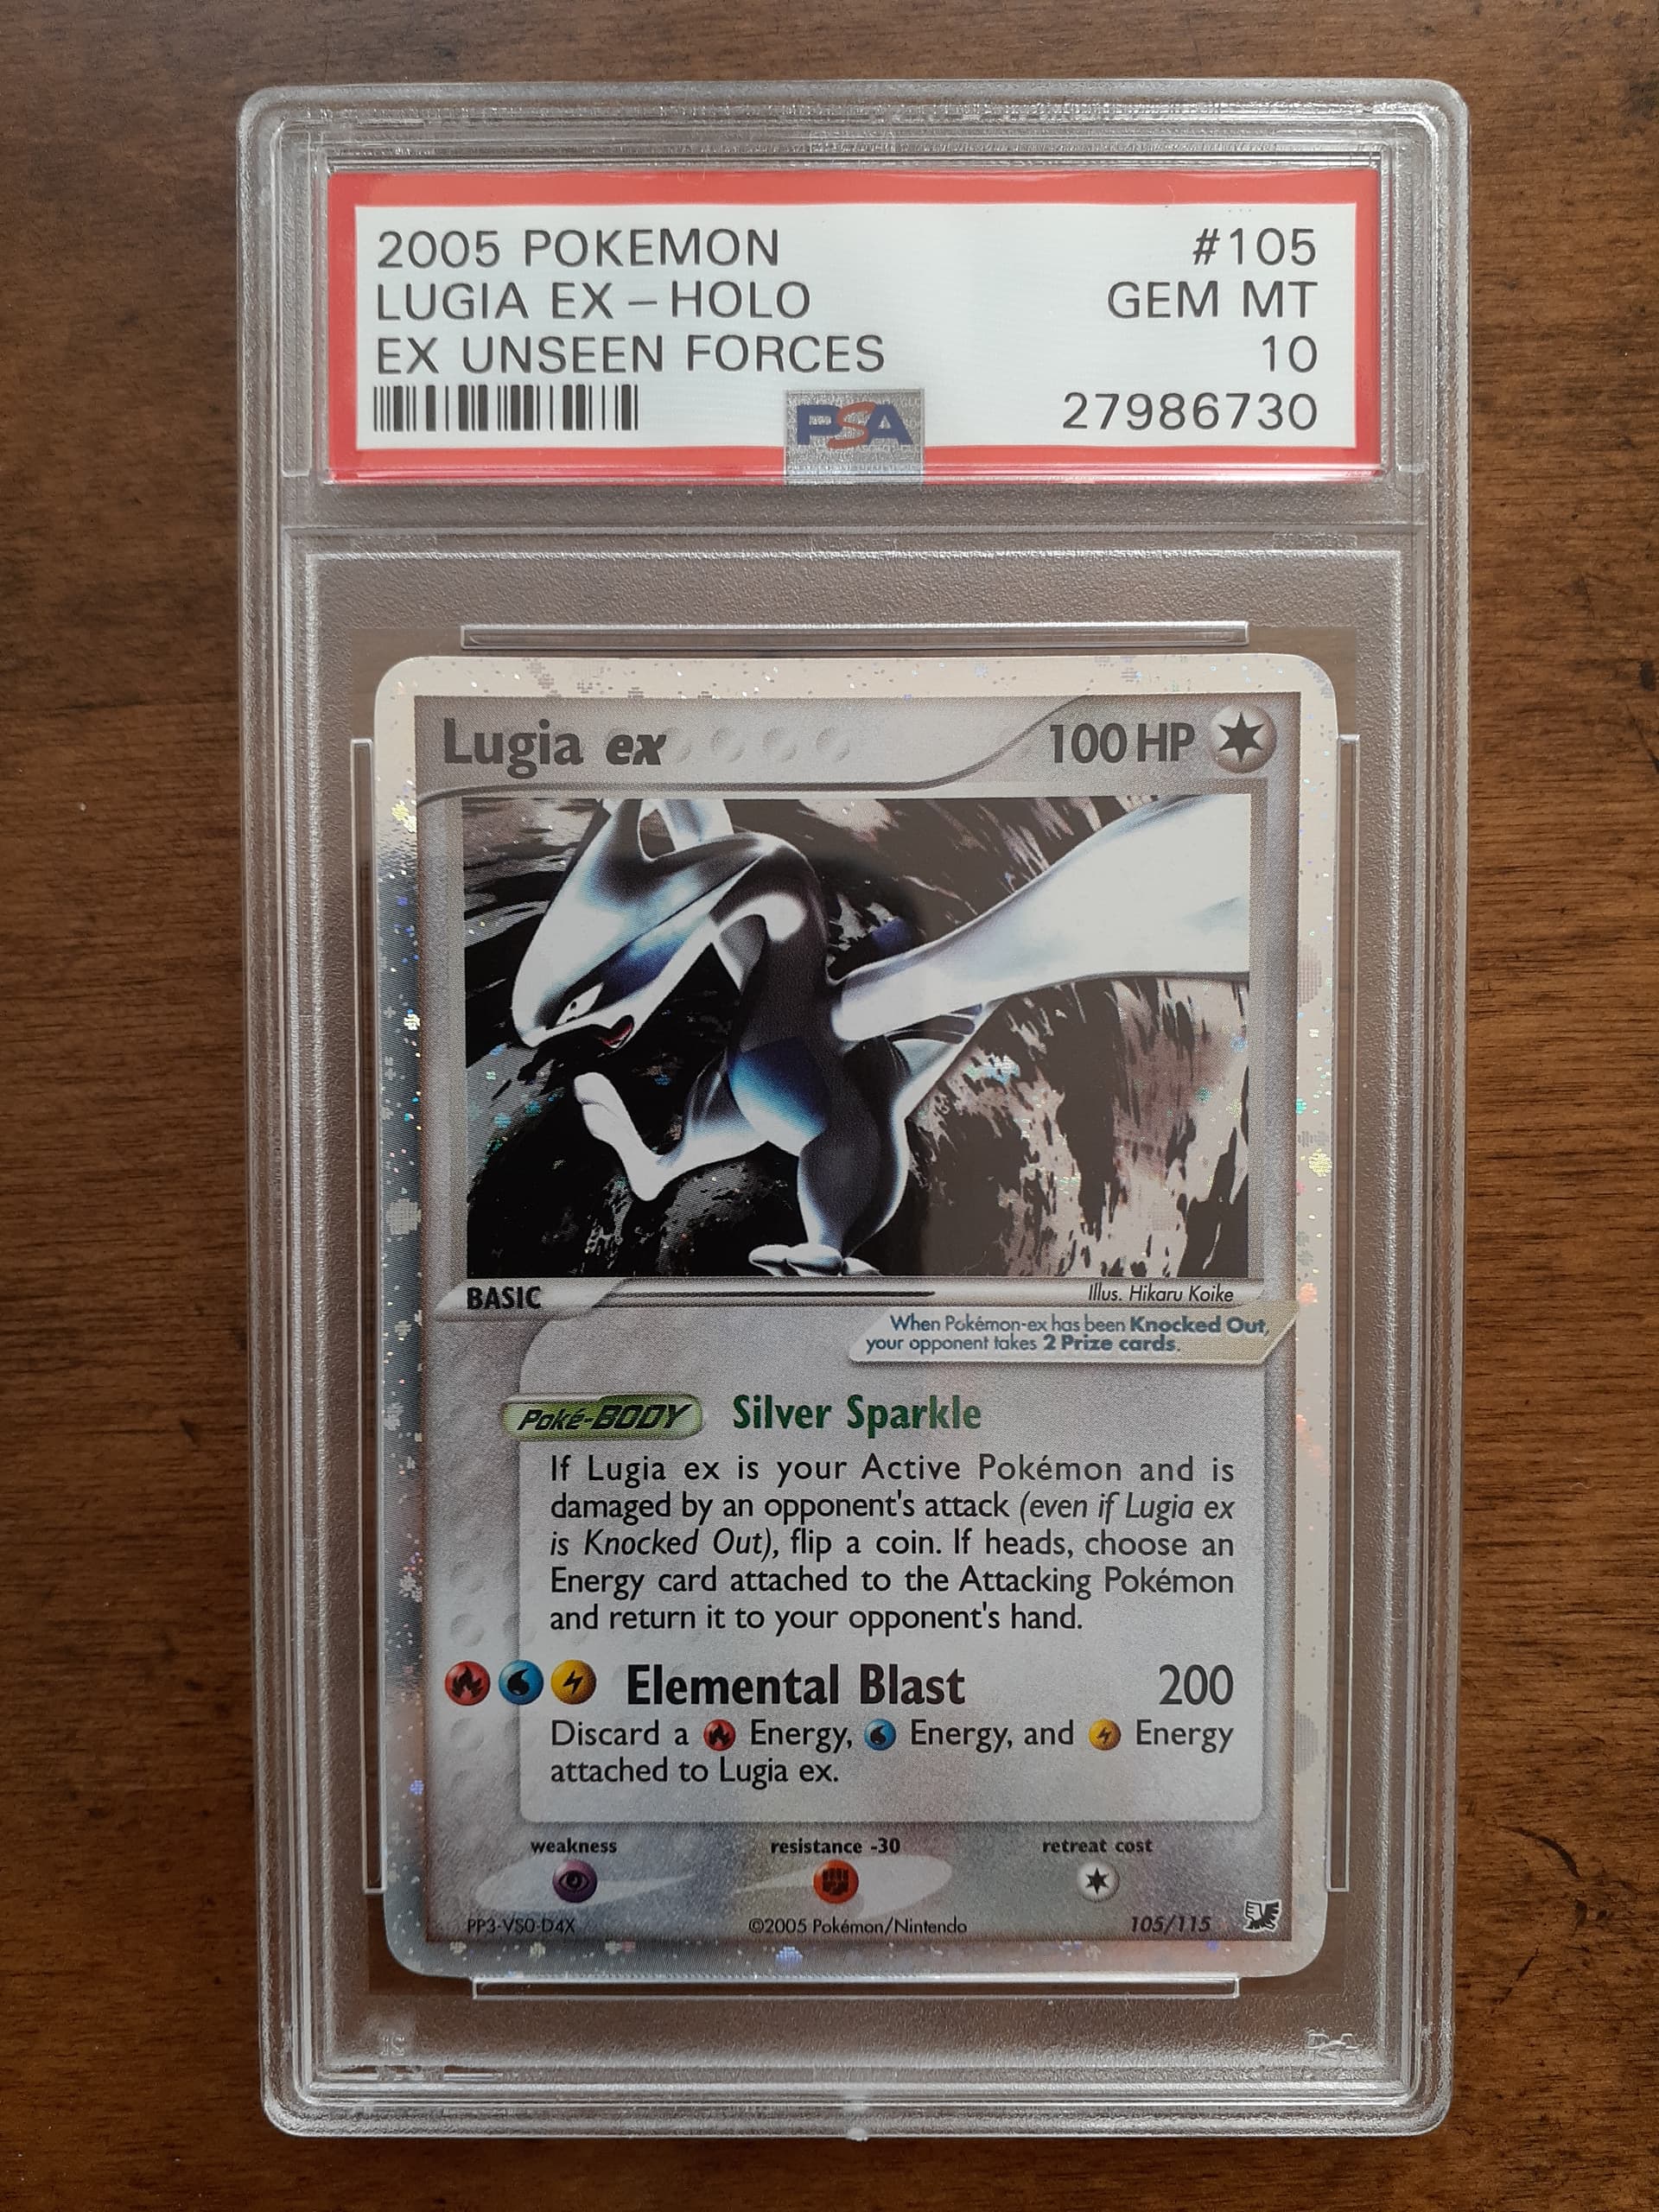 2005 POKEMON #105
LUGIA EX – HOLO GEM MT
EX UNSEEN FORCES 10
PSA 27986730
Lugia ex 100 HP
BASIC Illus. Hikaru Koike
When Pokémon-ex has been Knocked Out,
your opponent takes 2 Prize cards.
Poké-BODY Silver Sparkle
If Lugia ex is your Active Pokémon and is
damaged by an opponent's attack (even if Lugia ex
is Knocked Out), flip a coin. If heads, choose an
Energy card attached to the Attacking Pokémon
and return it to your opponent's hand.
Elemental Blast 200
Discard a Energy, Energy, and Energy
attached to Lugia ex.
weakness resistance -30 retreat cost
PP3-VS0-D4X ©2005 Pokémon/Nintendo 105/115